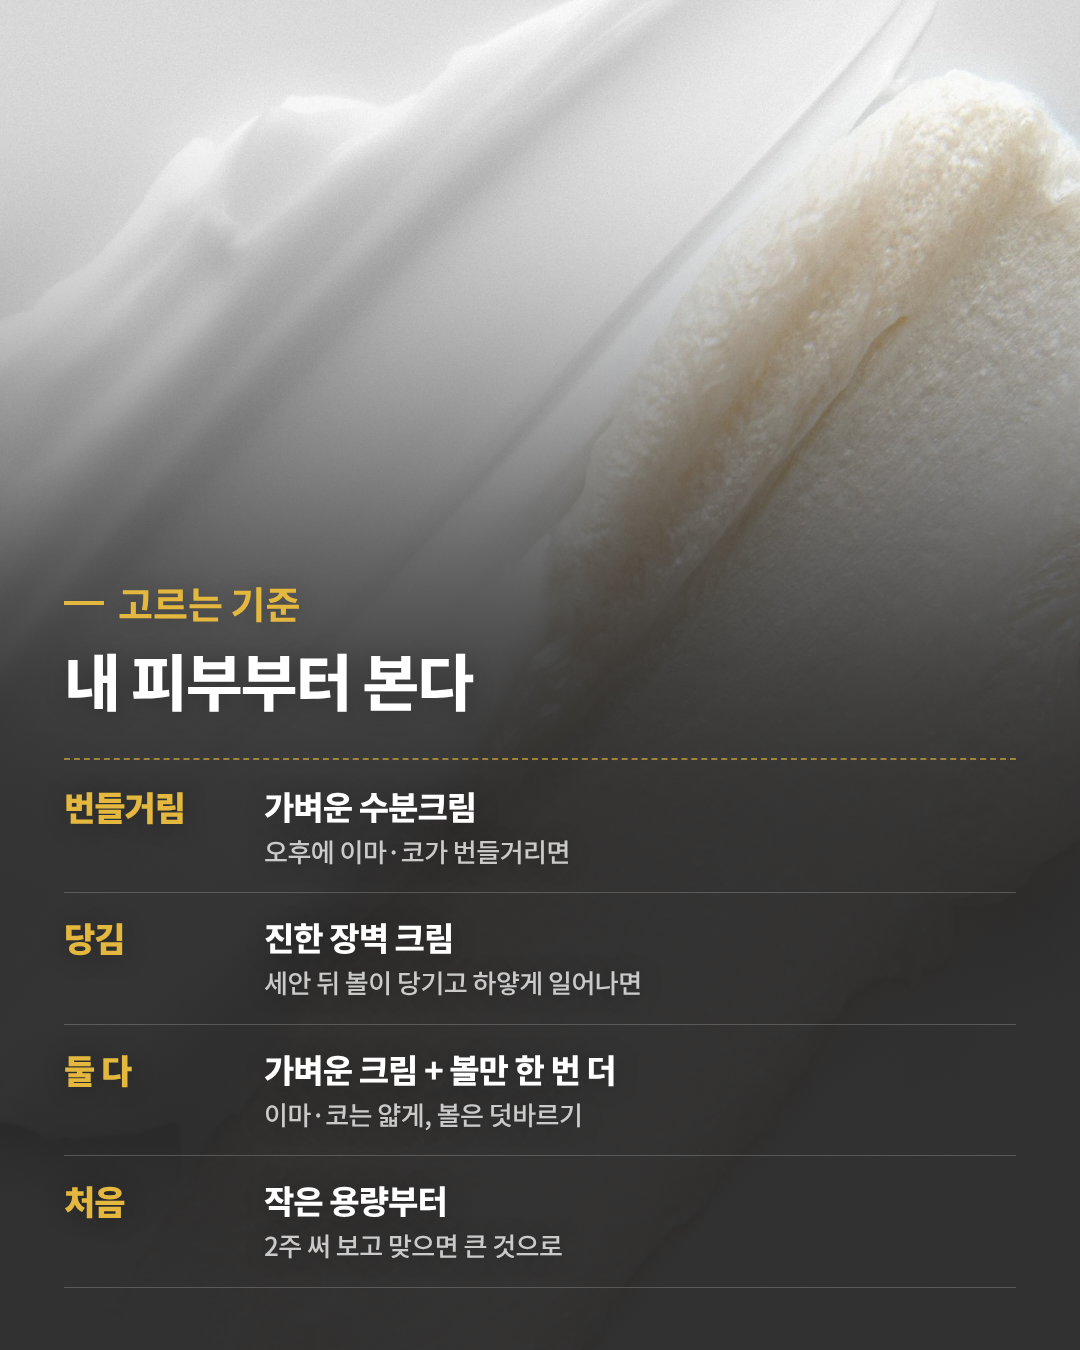 고르는 기준
내 피부부터 본다
번들거림
가벼운 수분크림
오후에 이마·코가 번들거리면
당김
진한 장벽 크림
세안 뒤 볼이 당기고 하얗게 일어나면
둘 다
가벼운 크림 + 볼만 한 번 더
이마·코는 얇게, 볼은 덧바르기
처음
작은 용량부터
2주 써 보고 맞으면 큰 것으로